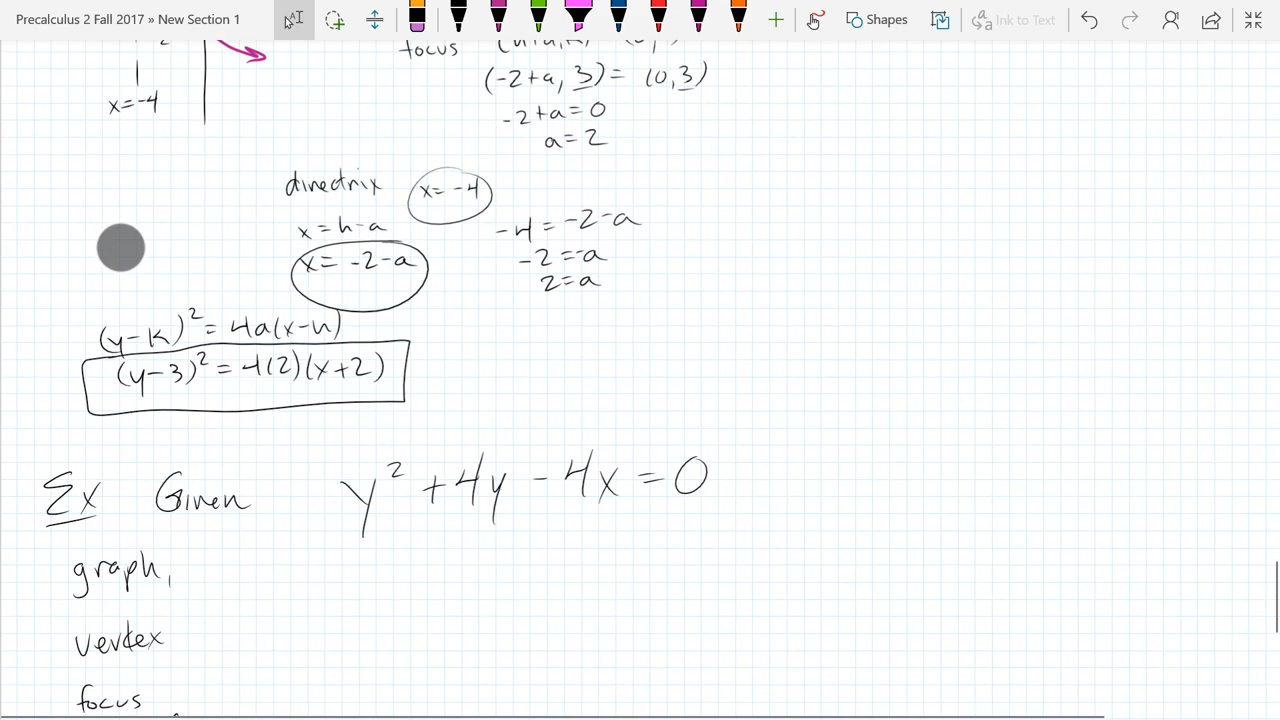 Precalculus 2 Fall 2017 » New Section 1
Shapes
Ink to Text
focus
x=-4
(-2+a, 3) = (0,3)
-2+a=0
a=2
directrix x=-4
x=h-a
x=-2-a
-4=-2-a
-2=-a
2=a
(y-k)²=4a(x-h)
(y-3)²=4(2)(x+2)
Ex Given y²+4y-4x=0
graph,
vertex
focus